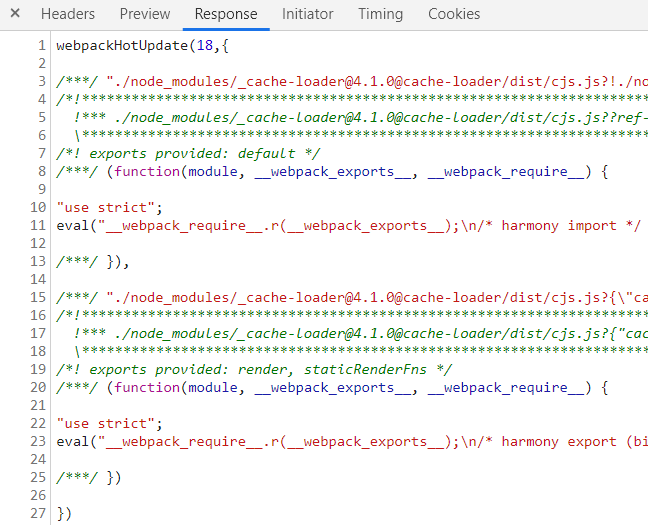 × Headers Preview Response Initiator Timing Cookies
1 webpackHotUpdate(18,{
2
3 /***/ "./node_modules/_cache-loader@4.1.0@cache-loader/dist/cjs.js?!./no
4 /*!**********************************************************************
5   !*** ./node_modules/_cache-loader@4.1.0@cache-loader/dist/cjs.js??ref-
6   \**********************************************************************
7 /*! exports provided: default */
8 /***/ (function(module, __webpack_exports__, __webpack_require__) {
9
10 "use strict";
11 eval("__webpack_require__.r(__webpack_exports__);\n/* harmony import */
12
13 /***/ }),
14
15 /***/ "./node_modules/_cache-loader@4.1.0@cache-loader/dist/cjs.js?{\"ca
16 /*!**********************************************************************
17   !*** ./node_modules/_cache-loader@4.1.0@cache-loader/dist/cjs.js?{"cac
18   \**********************************************************************
19 /*! exports provided: render, staticRenderFns */
20 /***/ (function(module, __webpack_exports__, __webpack_require__) {
21
22 "use strict";
23 eval("__webpack_require__.r(__webpack_exports__);\n/* harmony export (bi
24
25 /***/ })
26
27 })